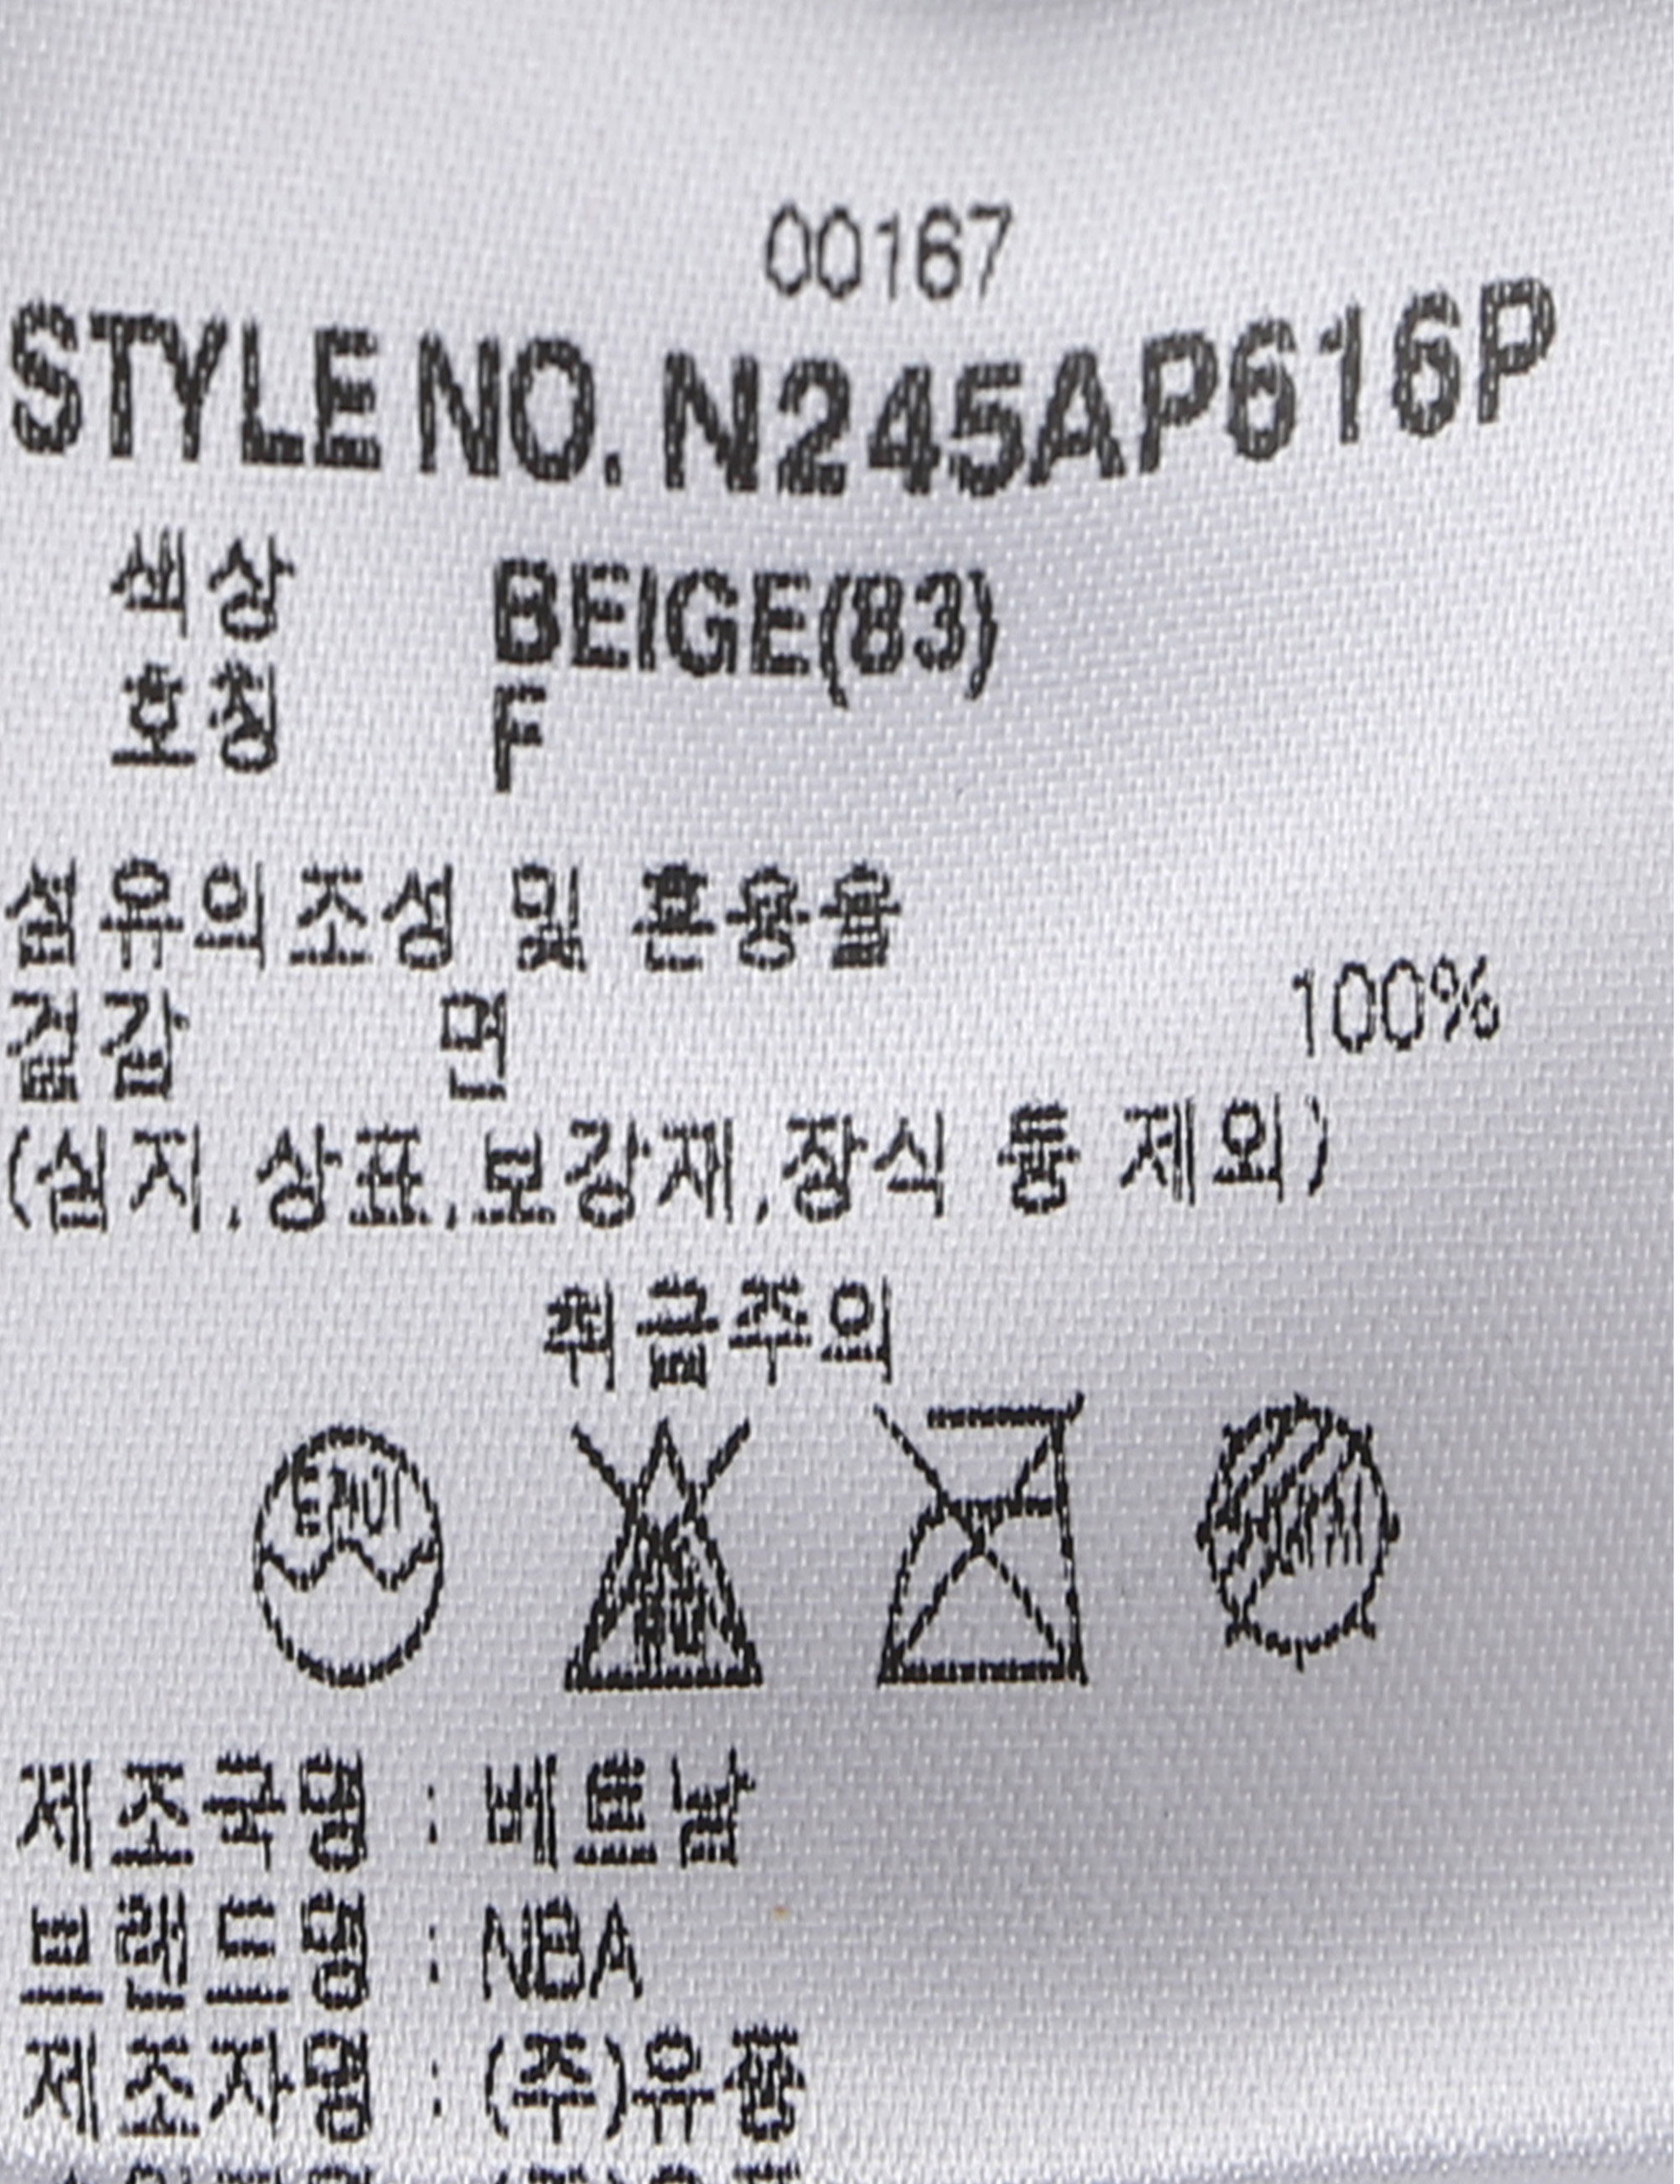 00167
STYLE NO. N245AP616P
색상 BEIGE(83)
호칭 F
섬유의조성 및 혼용율
겉감 면 100%
(심지,상표,보강재,장식 등 제외)
취급주의
제조국명 : 베트남
브랜드명 : NBA
제조자명 : (주)유풍